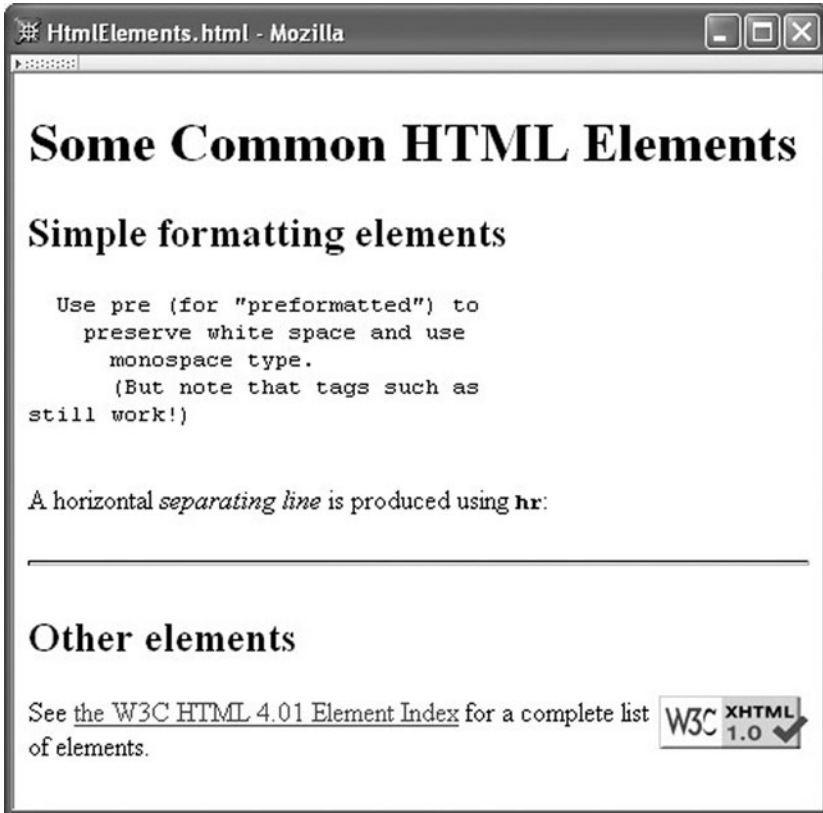 HtmlElements.html - Mozilla
Some Common HTML Elements
Simple formatting elements
Use pre (for "preformatted") to
preserve white space and use
monospace type.
(But note that tags such as
still work!)
A horizontal separating line is produced using hr:
Other elements
See the W3C HTML 4.01 Element Index for a complete list
of elements.
W3C XHTML
1.0